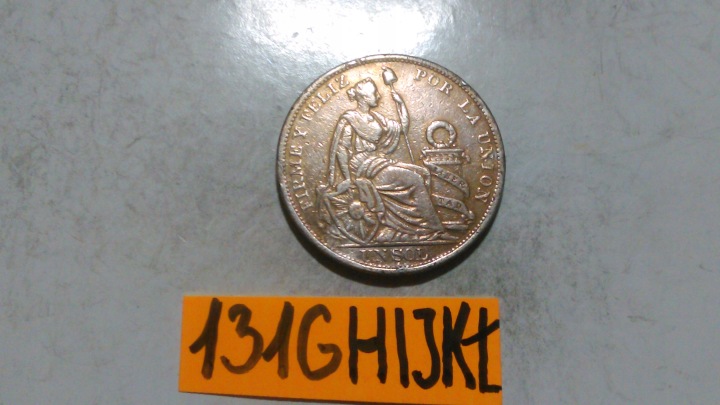 FIRME Y FELIZ POR LA UNION
UN SOL
131GHIJKL